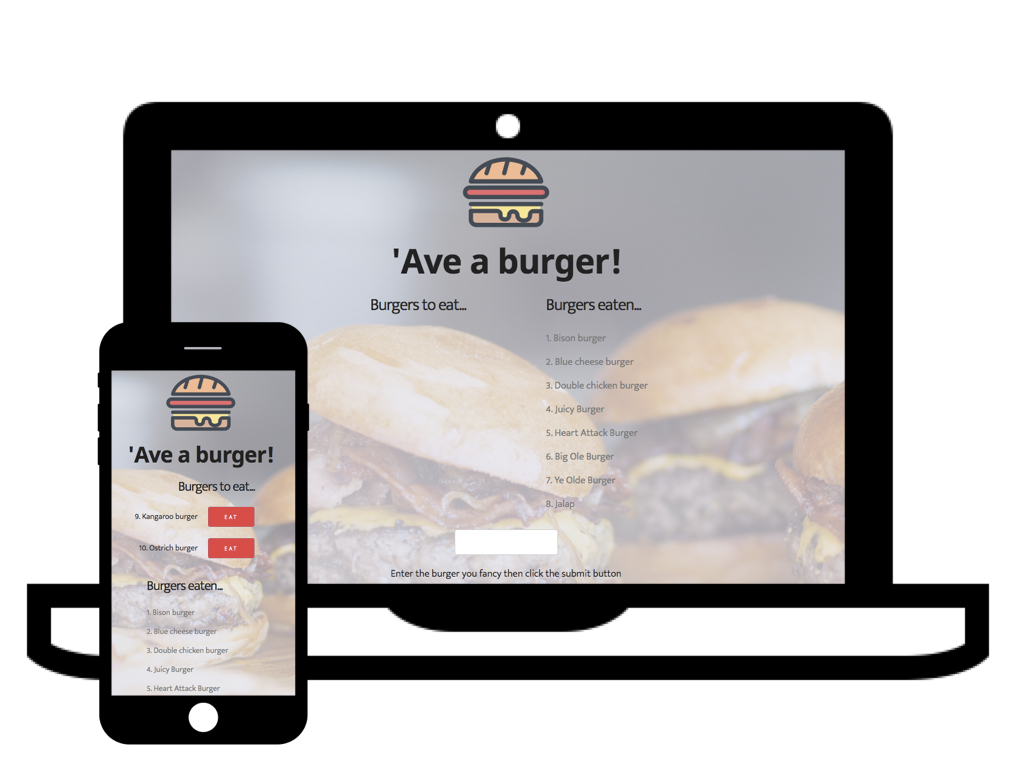 'Ave a burger!
Burgers to eat...
Burgers eaten...
1. Bison burger
2. Blue cheese burger
3. Double chicken burger
4. Juicy Burger
5. Heart Attack Burger
6. Big Ole Burger
7. Ye Olde Burger
8. Jalap
Enter the burger you fancy then click the submit button
'Ave a burger!
Burgers to eat...
9. Kangaroo burger EAT
10. Ostrich burger EAT
Burgers eaten...
1. Bison burger
2. Blue cheese burger
3. Double chicken burger
4. Juicy Burger
5. Heart Attack Burger